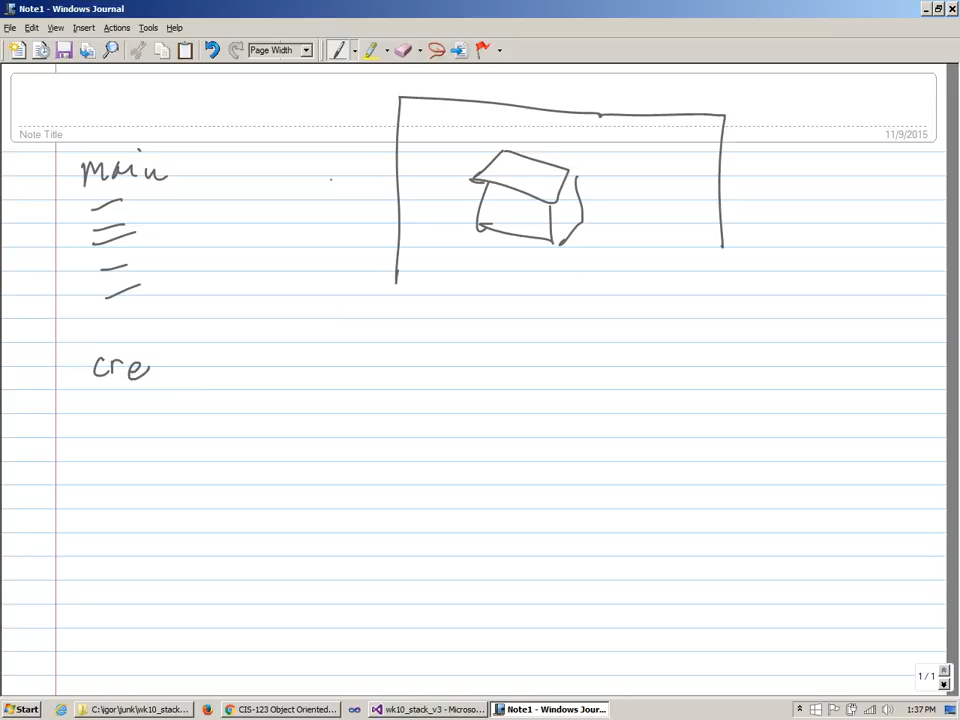 Note1 - Windows Journal
File Edit View Insert Actions Tools Help
Page Width
Note Title
11/9/2015
main
cre
1 / 1
Start
C:\igor\junk\wk10_stack...
CIS-123 Object Oriented...
wk10_stack_v3 - Microso...
Note1 - Windows Jour...
1:37 PM